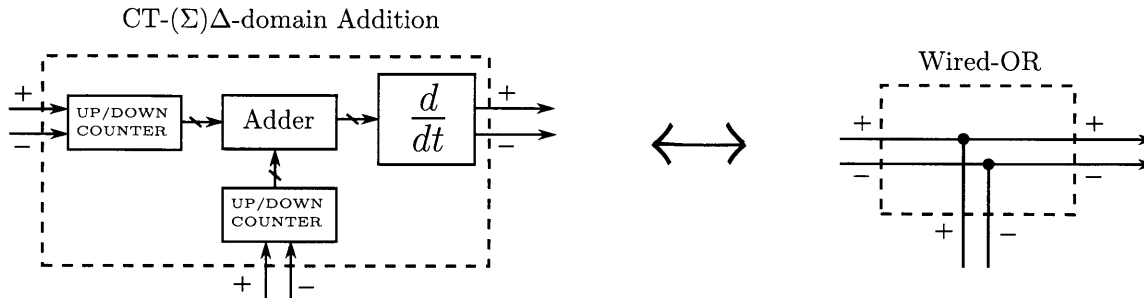 CT-(Σ)Δ-domain Addition
Wired-OR
+
−
UP/DOWN
COUNTER
Adder
d
dt
+
−
UP/DOWN
COUNTER
+
−
+
−
+
−
+
−